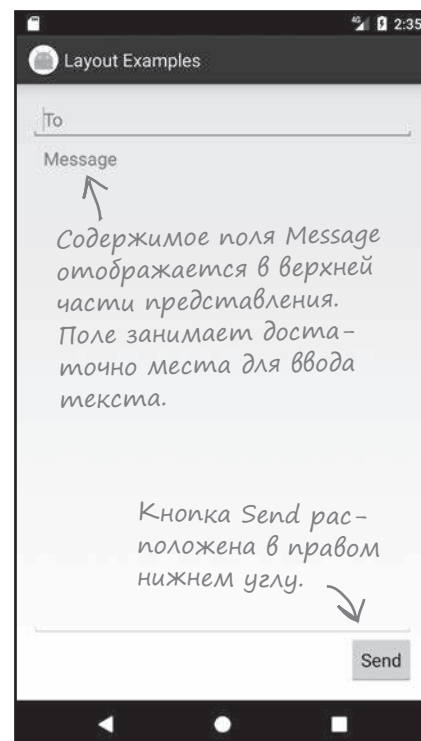 4G 2:35
Layout Examples
To
Message
Содержимое поля Message
отображается в верхней
части представления.
Поле занимает доста-
точно места для ввода
текста.
Кнопка Send рас-
положена в правом
нижнем углу.
Send